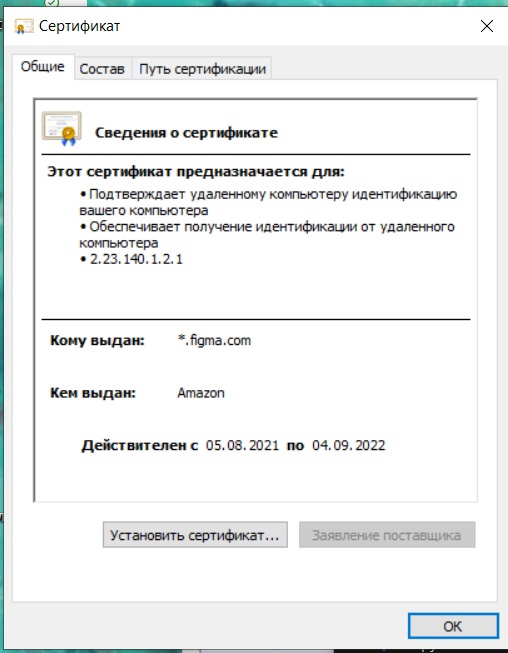 Сертификат
Общие Состав Путь сертификации
Сведения о сертификате
Этот сертификат предназначается для:
• Подтверждает удаленному компьютеру идентификацию
вашего компьютера
• Обеспечивает получение идентификации от удаленного
компьютера
• 2.23.140.1.2.1
Кому выдан: *.figma.com
Кем выдан: Amazon
Действителен с 05.08.2021 по 04.09.2022
Установить сертификат... Заявление поставщика
ОК